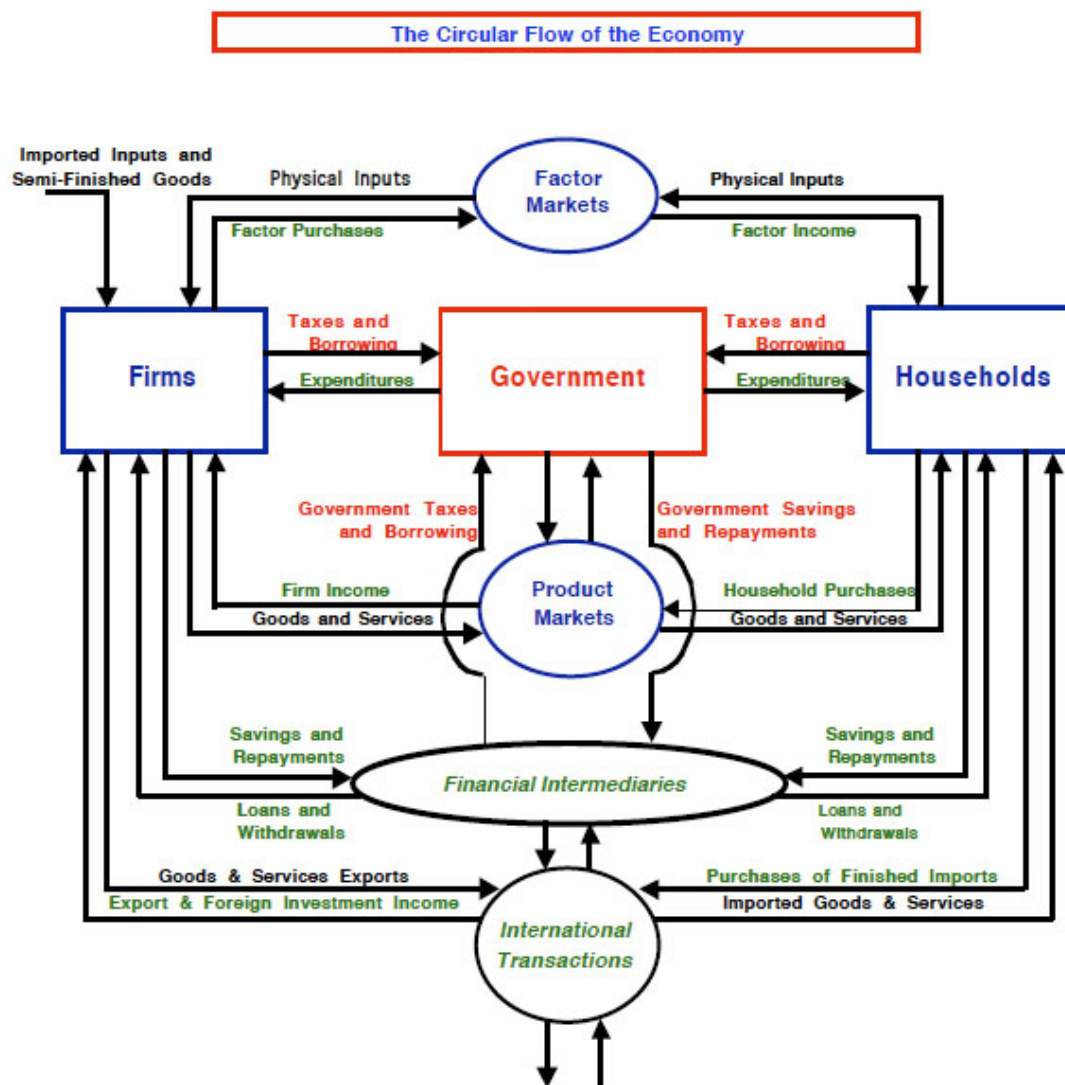 The Circular Flow of the Economy
Imported Inputs and
Semi-Finished Goods
Physical Inputs
Factor
Markets
Physical Inputs
Factor Purchases
Factor Income
Taxes and
Borrowing
Taxes and
Borrowing
Firms
Government
Households
Expenditures
Expenditures
Government Taxes
and Borrowing
Government Savings
and Repayments
Firm Income
Product
Markets
Household Purchases
Goods and Services
Goods and Services
Savings and
Repayments
Savings and
Repayments
Financial Intermediaries
Loans and
Withdrawals
Loans and
Withdrawals
Goods & Services Exports
Purchases of Finished Imports
Export & Foreign Investment Income
Imported Goods & Services
International
Transactions